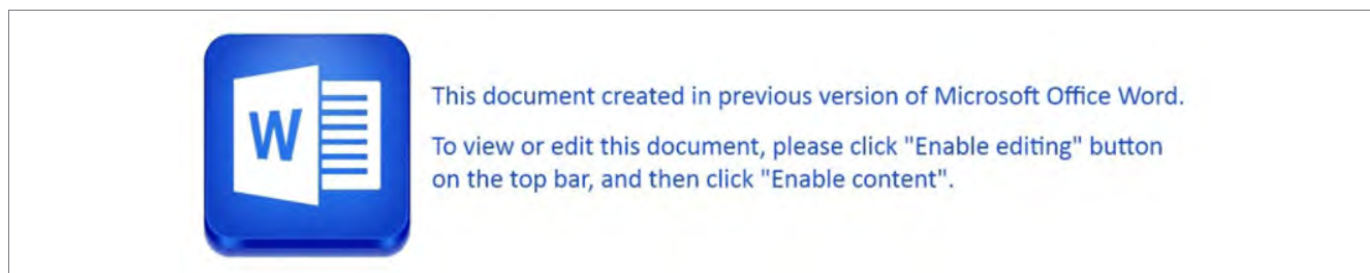 W
This document created in previous version of Microsoft Office Word.
To view or edit this document, please click "Enable editing" button
on the top bar, and then click "Enable content".